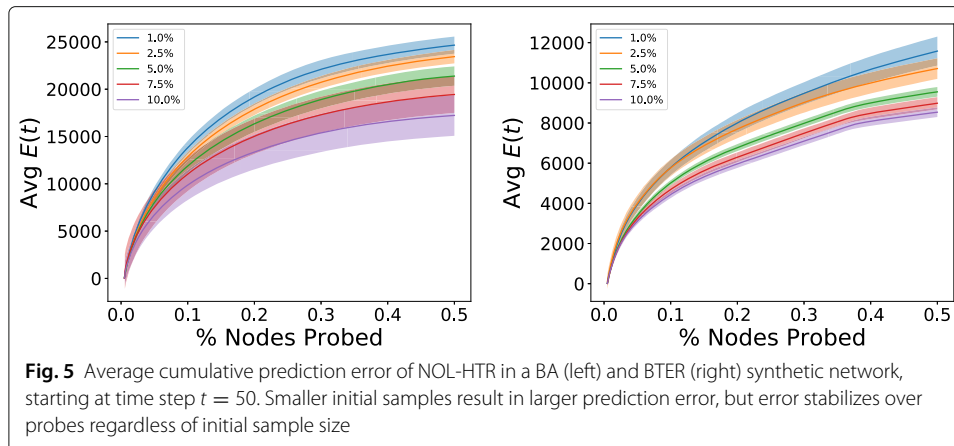 25000
20000
15000
10000
5000
0
Avg E(t)
1.0%
2.5%
5.0%
7.5%
10.0%
0.0 0.1 0.2 0.3 0.4 0.5
% Nodes Probed
12000
10000
8000
6000
4000
2000
0
Avg E(t)
1.0%
2.5%
5.0%
7.5%
10.0%
0.0 0.1 0.2 0.3 0.4 0.5
% Nodes Probed
Fig. 5 Average cumulative prediction error of NOL-HTR in a BA (left) and BTER (right) synthetic network,
starting at time step t = 50. Smaller initial samples result in larger prediction error, but error stabilizes over
probes regardless of initial sample size